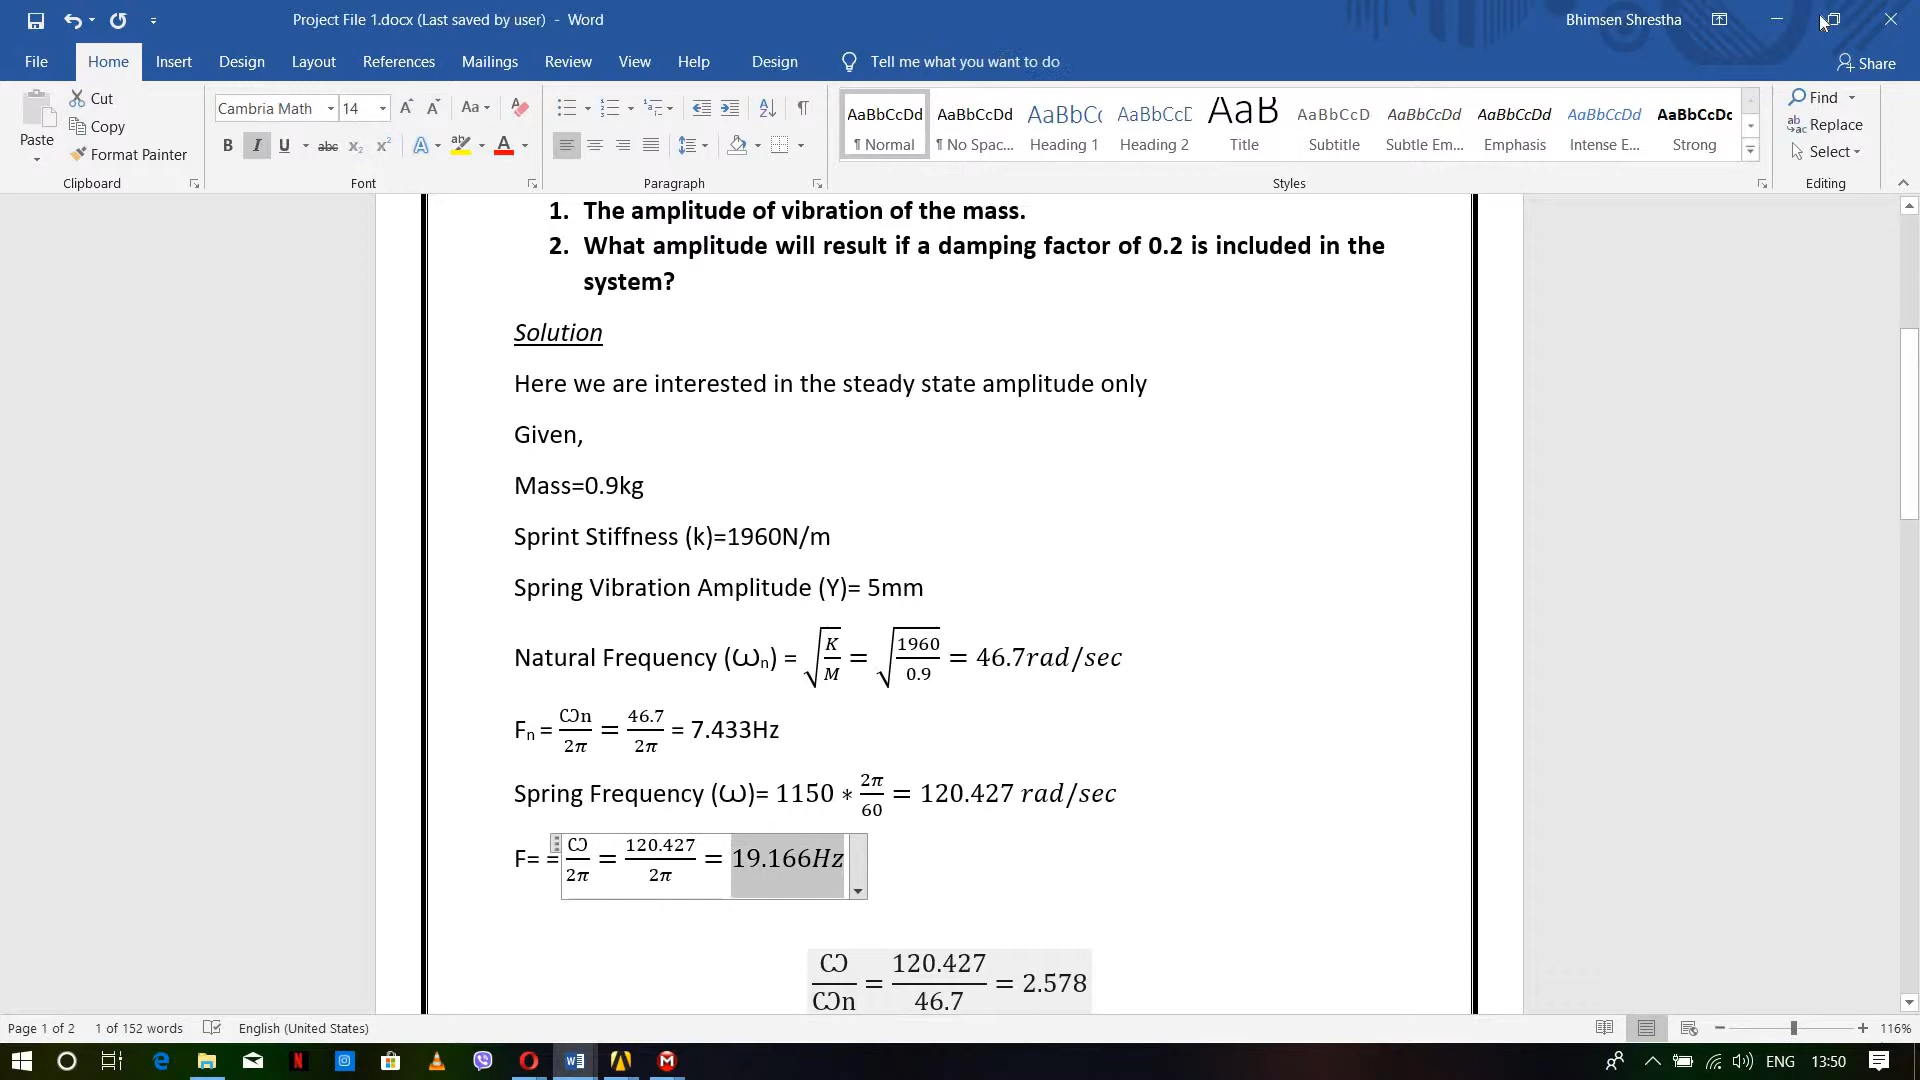 Project File 1.docx (Last saved by user) - Word
Bhimsen Shrestha
File Home Insert Design Layout References Mailings Review View Help Design Tell me what you want to do Share
Paste
Cut
Copy
Format Painter
Clipboard
Cambria Math 14
Font
Paragraph
AaBbCcDd AaBbCcDd AaBbC AaBbCcD AaB AaBbCcD AaBbCcDd AaBbCcDd AaBbCcDd AaBbCcDc
¶ Normal ¶ No Spac... Heading 1 Heading 2 Title Subtitle Subtle Em... Emphasis Intense E... Strong
Styles
Find
Replace
Select
Editing
1. The amplitude of vibration of the mass.
2. What amplitude will result if a damping factor of 0.2 is included in the
system?
Solution
Here we are interested in the steady state amplitude only
Given,
Mass=0.9kg
Sprint Stiffness (k)=1960N/m
Spring Vibration Amplitude (Y)= 5mm
Natural Frequency (Ѡn) = √K/M = √1960/0.9 = 46.7rad/sec
Fn = Ѡn/2π = 46.7/2π = 7.433Hz
Spring Frequency (Ѡ)= 1150 * 2π/60 = 120.427 rad/sec
F= = Ѡ/2π = 120.427/2π = 19.166Hz
Ѡ/Ѡn = 120.427/46.7 = 2.578
Page 1 of 2 1 of 152 words English (United States) 116%
ENG 13:50